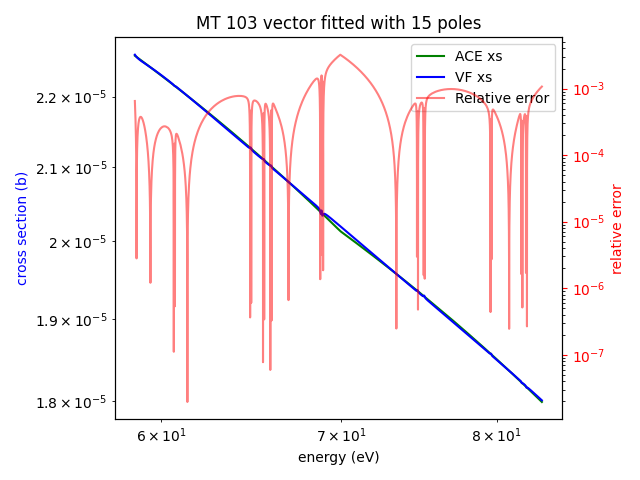 MT 103 vector fitted with 15 poles
ACE xs
VF xs
Relative error
2.2 × 10⁻⁵
2.1 × 10⁻⁵
2 × 10⁻⁵
1.9 × 10⁻⁵
1.8 × 10⁻⁵
cross section (b)
10⁻³
10⁻⁴
10⁻⁵
10⁻⁶
10⁻⁷
relative error
6 × 10¹
7 × 10¹
8 × 10¹
energy (eV)